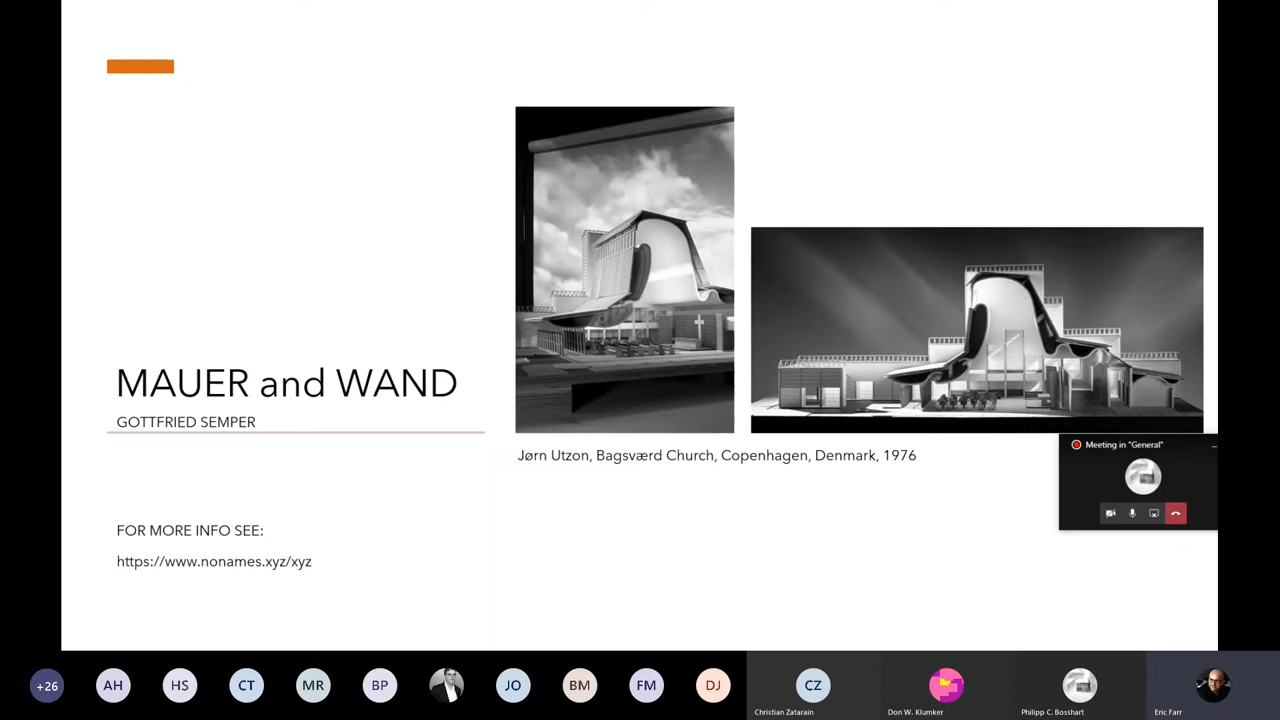 MAUER and WAND
GOTTFRIED SEMPER
Jørn Utzon, Bagsværd Church, Copenhagen, Denmark, 1976
Meeting in "General"
FOR MORE INFO SEE:
https://www.nonames.xyz/xyz
+26
AH
HS
CT
MR
BP
JO
BM
FM
DJ
CZ
Christian Zatarain
Don W. Klumker
Philipp C. Bosshart
Eric Farr